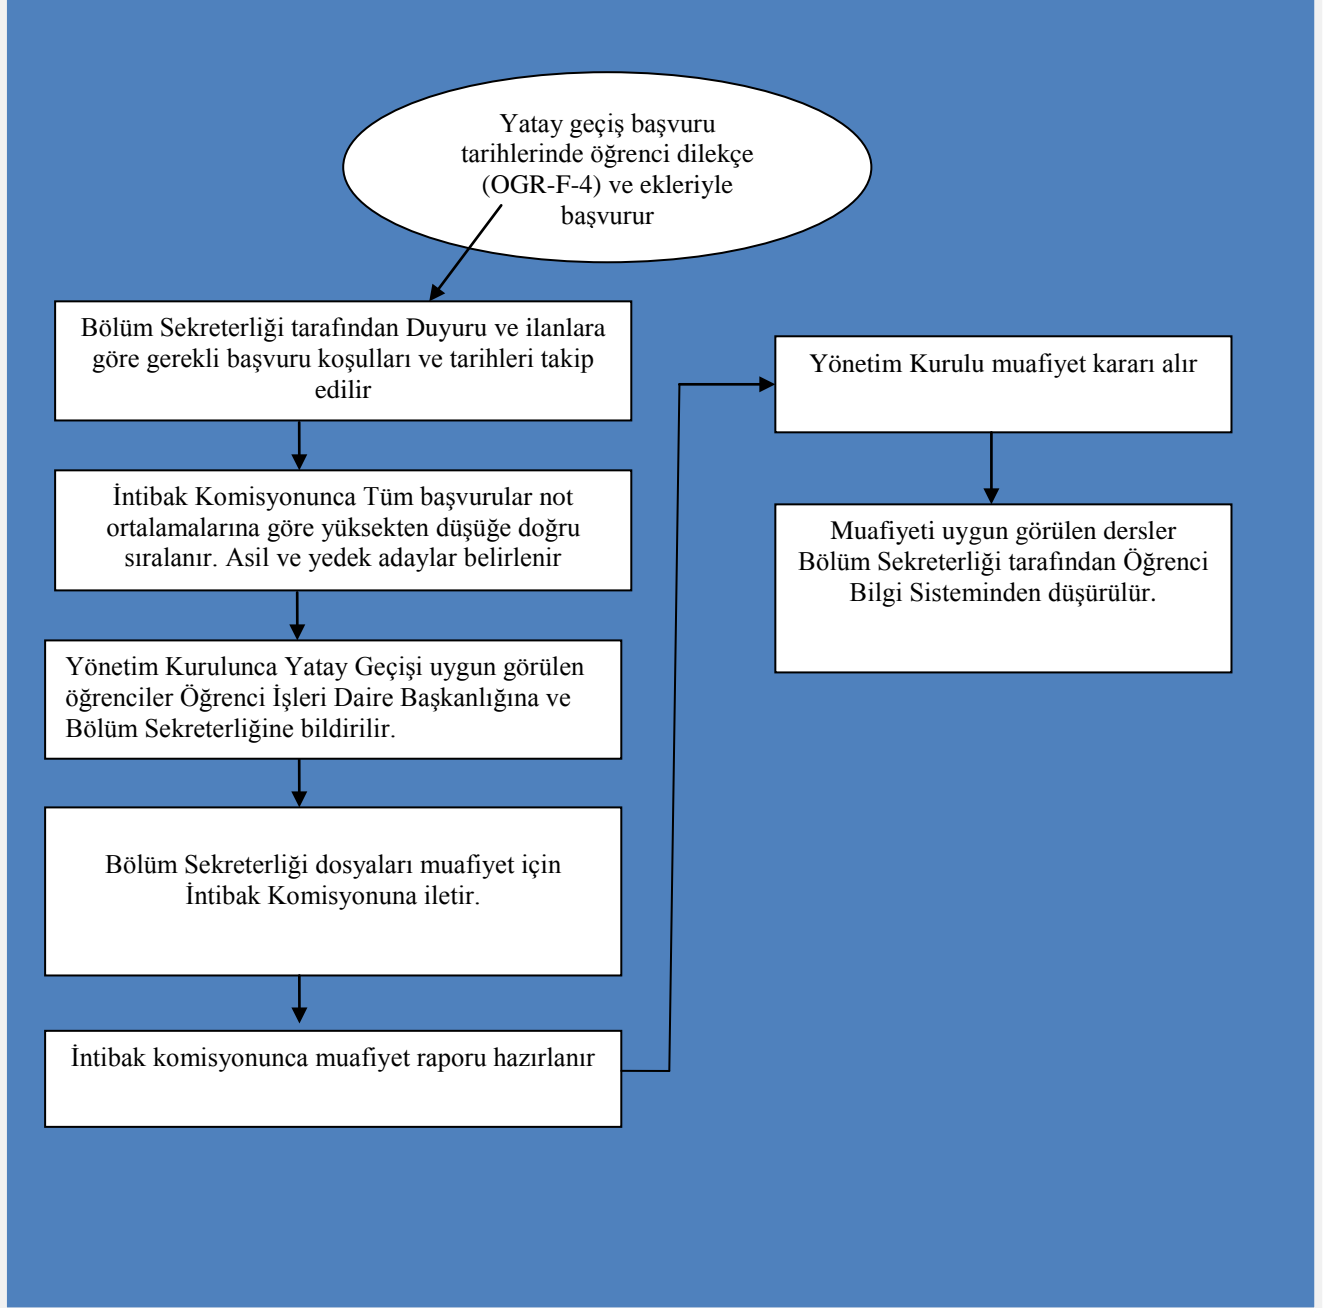 Yatay geçiş başvuru
tarihlerinde öğrenci dilekçe
(OGR-F-4) ve ekleriyle
başvurur
Bölüm Sekreterliği tarafından Duyuru ve ilanlara
göre gerekli başvuru koşulları ve tarihleri takip
edilir
İntibak Komisyonunca Tüm başvurular not
ortalamalarına göre yüksekten düşüğe doğru
sıralanır. Asil ve yedek adaylar belirlenir
Yönetim Kurulunca Yatay Geçişi uygun görülen
öğrenciler Öğrenci İşleri Daire Başkanlığına ve
Bölüm Sekreterliğine bildirilir.
Bölüm Sekreterliği dosyaları muafiyet için
İntibak Komisyonuna iletir.
İntibak komisyonunca muafiyet raporu hazırlanır
Yönetim Kurulu muafiyet kararı alır
Muafiyeti uygun görülen dersler
Bölüm Sekreterliği tarafından Öğrenci
Bilgi Sisteminden düşürülür.